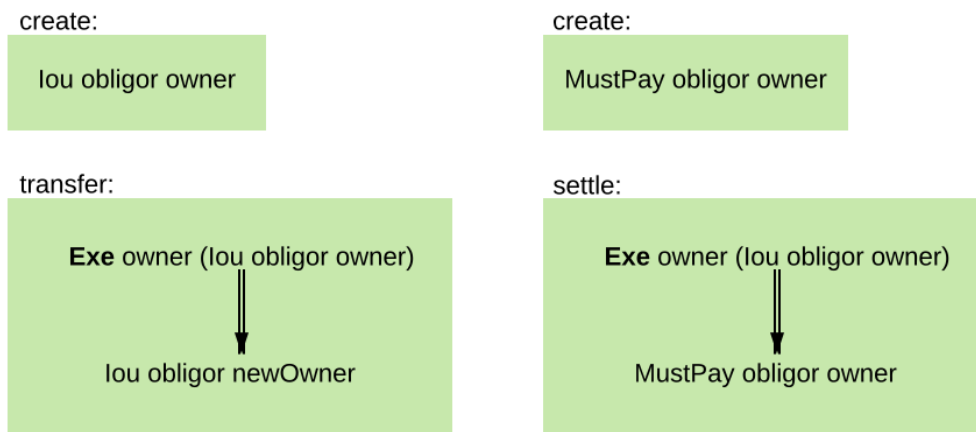 create:
Iou obligor owner
create:
MustPay obligor owner
transfer:
Exe owner (Iou obligor owner)
Iou obligor newOwner
settle:
Exe owner (Iou obligor owner)
MustPay obligor owner